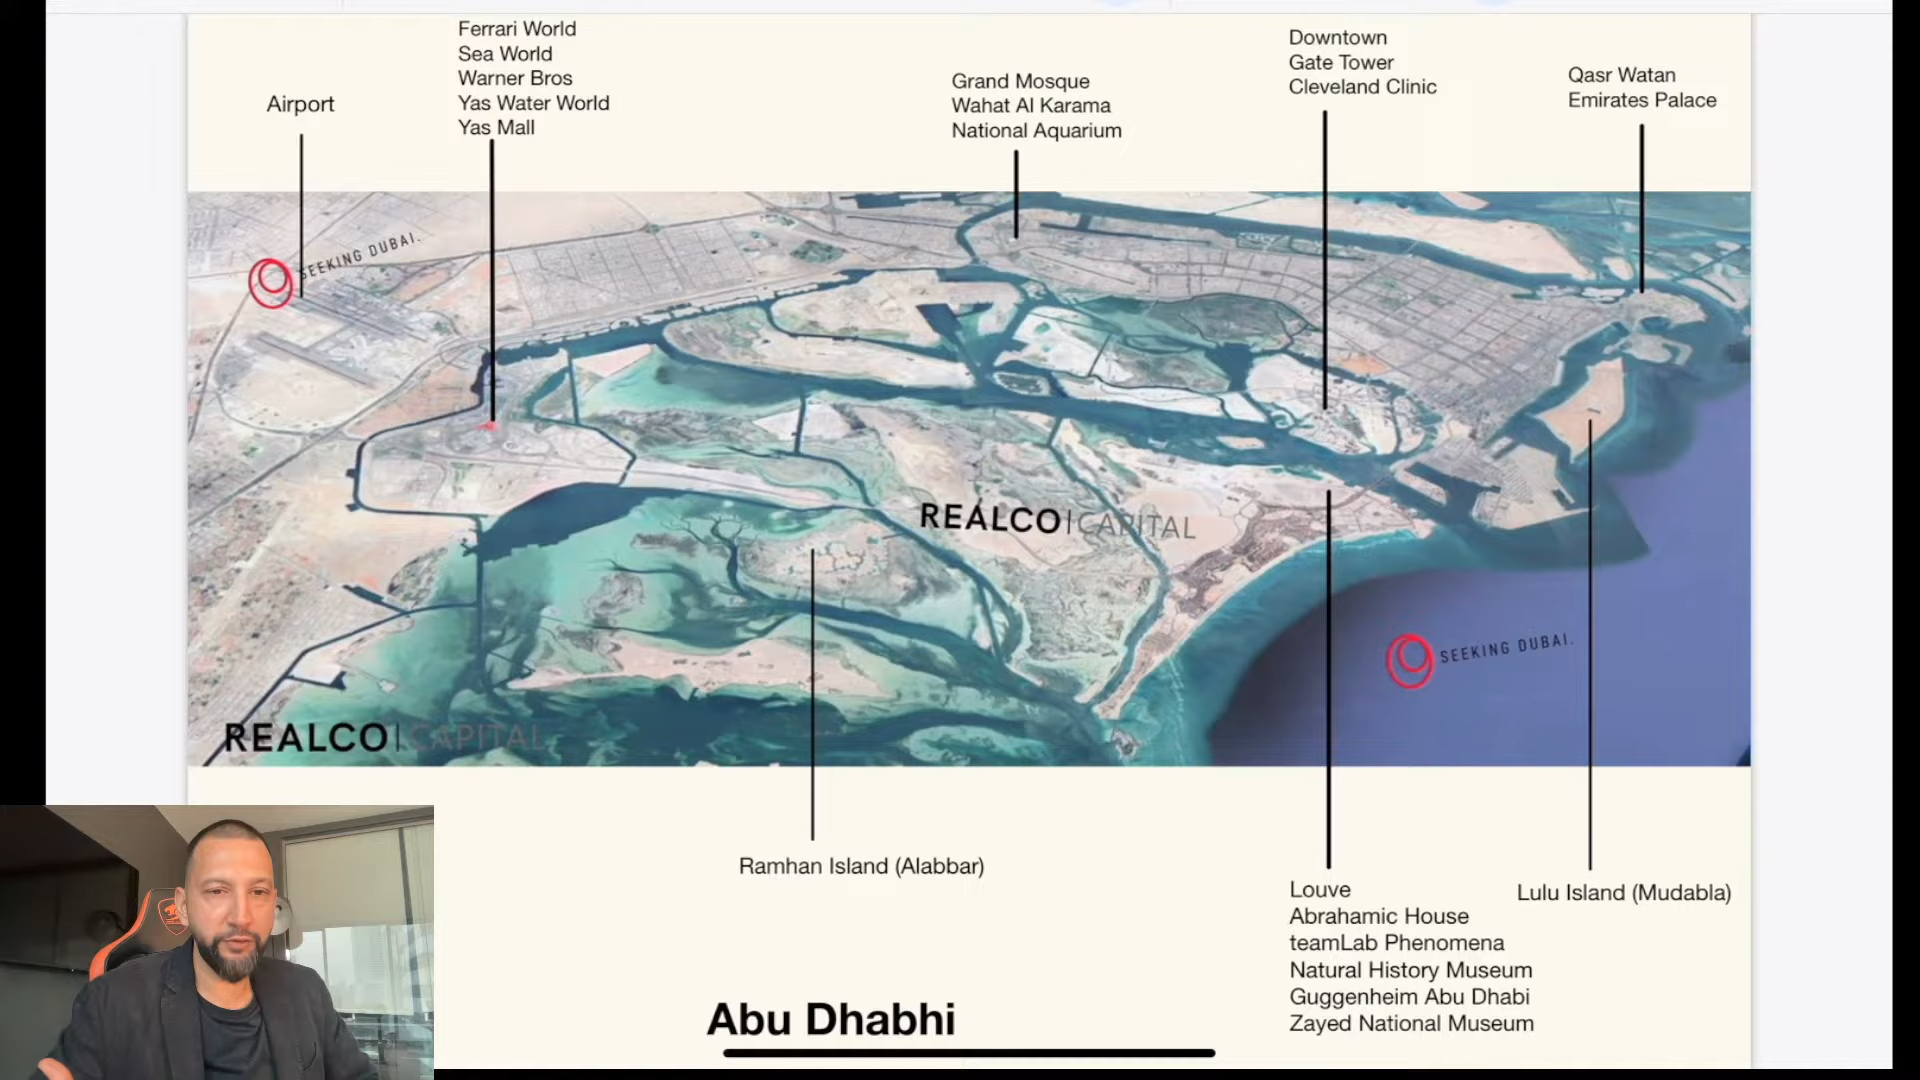 Ferrari World
Sea World
Warner Bros
Yas Water World
Yas Mall
Airport
Grand Mosque
Wahat Al Karama
National Aquarium
Downtown
Gate Tower
Cleveland Clinic
Qasr Watan
Emirates Palace
SEEKING DUBAI.
REALCO|CAPITAL
SEEKING DUBAI.
REALCO|CAPITAL
Ramhan Island (Alabbar)
Louve
Abrahamic House
teamLab Phenomena
Natural History Museum
Guggenheim Abu Dhabi
Zayed National Museum
Lulu Island (Mudabla)
Abu Dhabhi